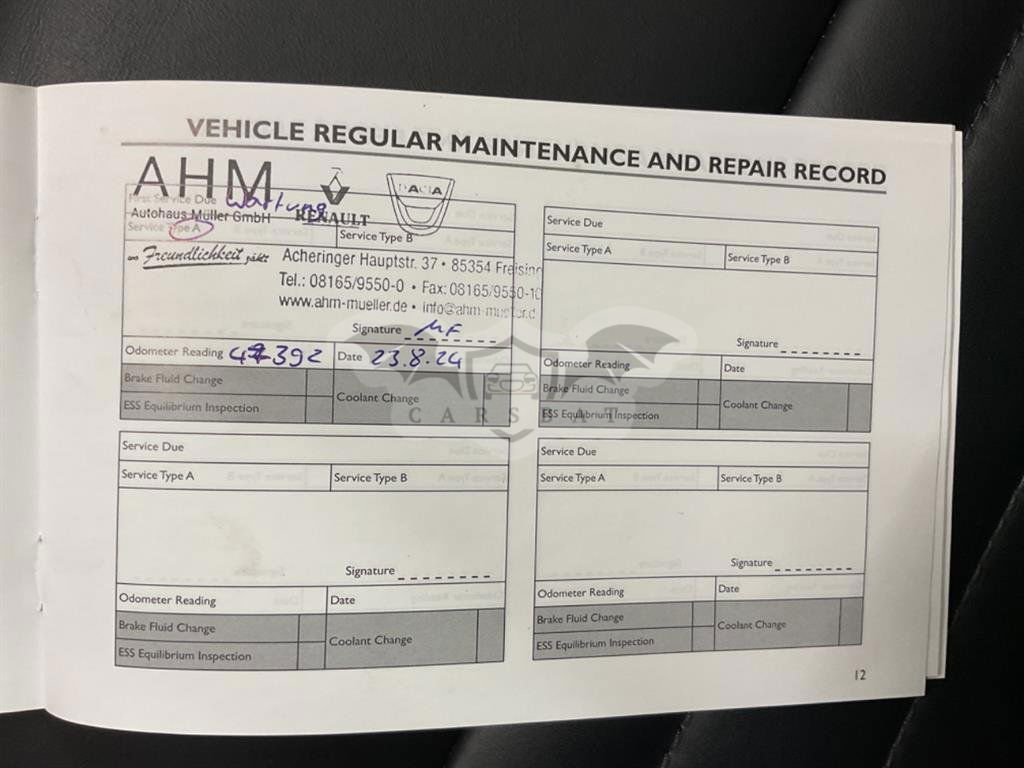 VEHICLE REGULAR MAINTENANCE AND REPAIR RECORD
AHM
RENAULT
DACIA
First Service Due Wartung
Autohaus Müller GmbH
Service Type A
Service Type B
Freundlichkeit
Acheringer Hauptstr. 37 • 85354 Freising
Tel.: 08165/9550-0 • Fax: 08165/9550-10
www.ahm-mueller.de • info@ahm-mueller.d
Signature MF
Odometer Reading 47392
Date 23.8.24
Brake Fluid Change
Coolant Change
ESS Equilibrium Inspection
Service Due
Service Type A
Service Type B
Signature
Odometer Reading
Date
Brake Fluid Change
Coolant Change
ESS Equilibrium Inspection
CARSBAT
Service Due
Service Type A
Service Type B
Signature
Odometer Reading
Date
Brake Fluid Change
Coolant Change
ESS Equilibrium Inspection
Service Due
Service Type A
Service Type B
Signature
Odometer Reading
Date
Brake Fluid Change
Coolant Change
ESS Equilibrium Inspection
12